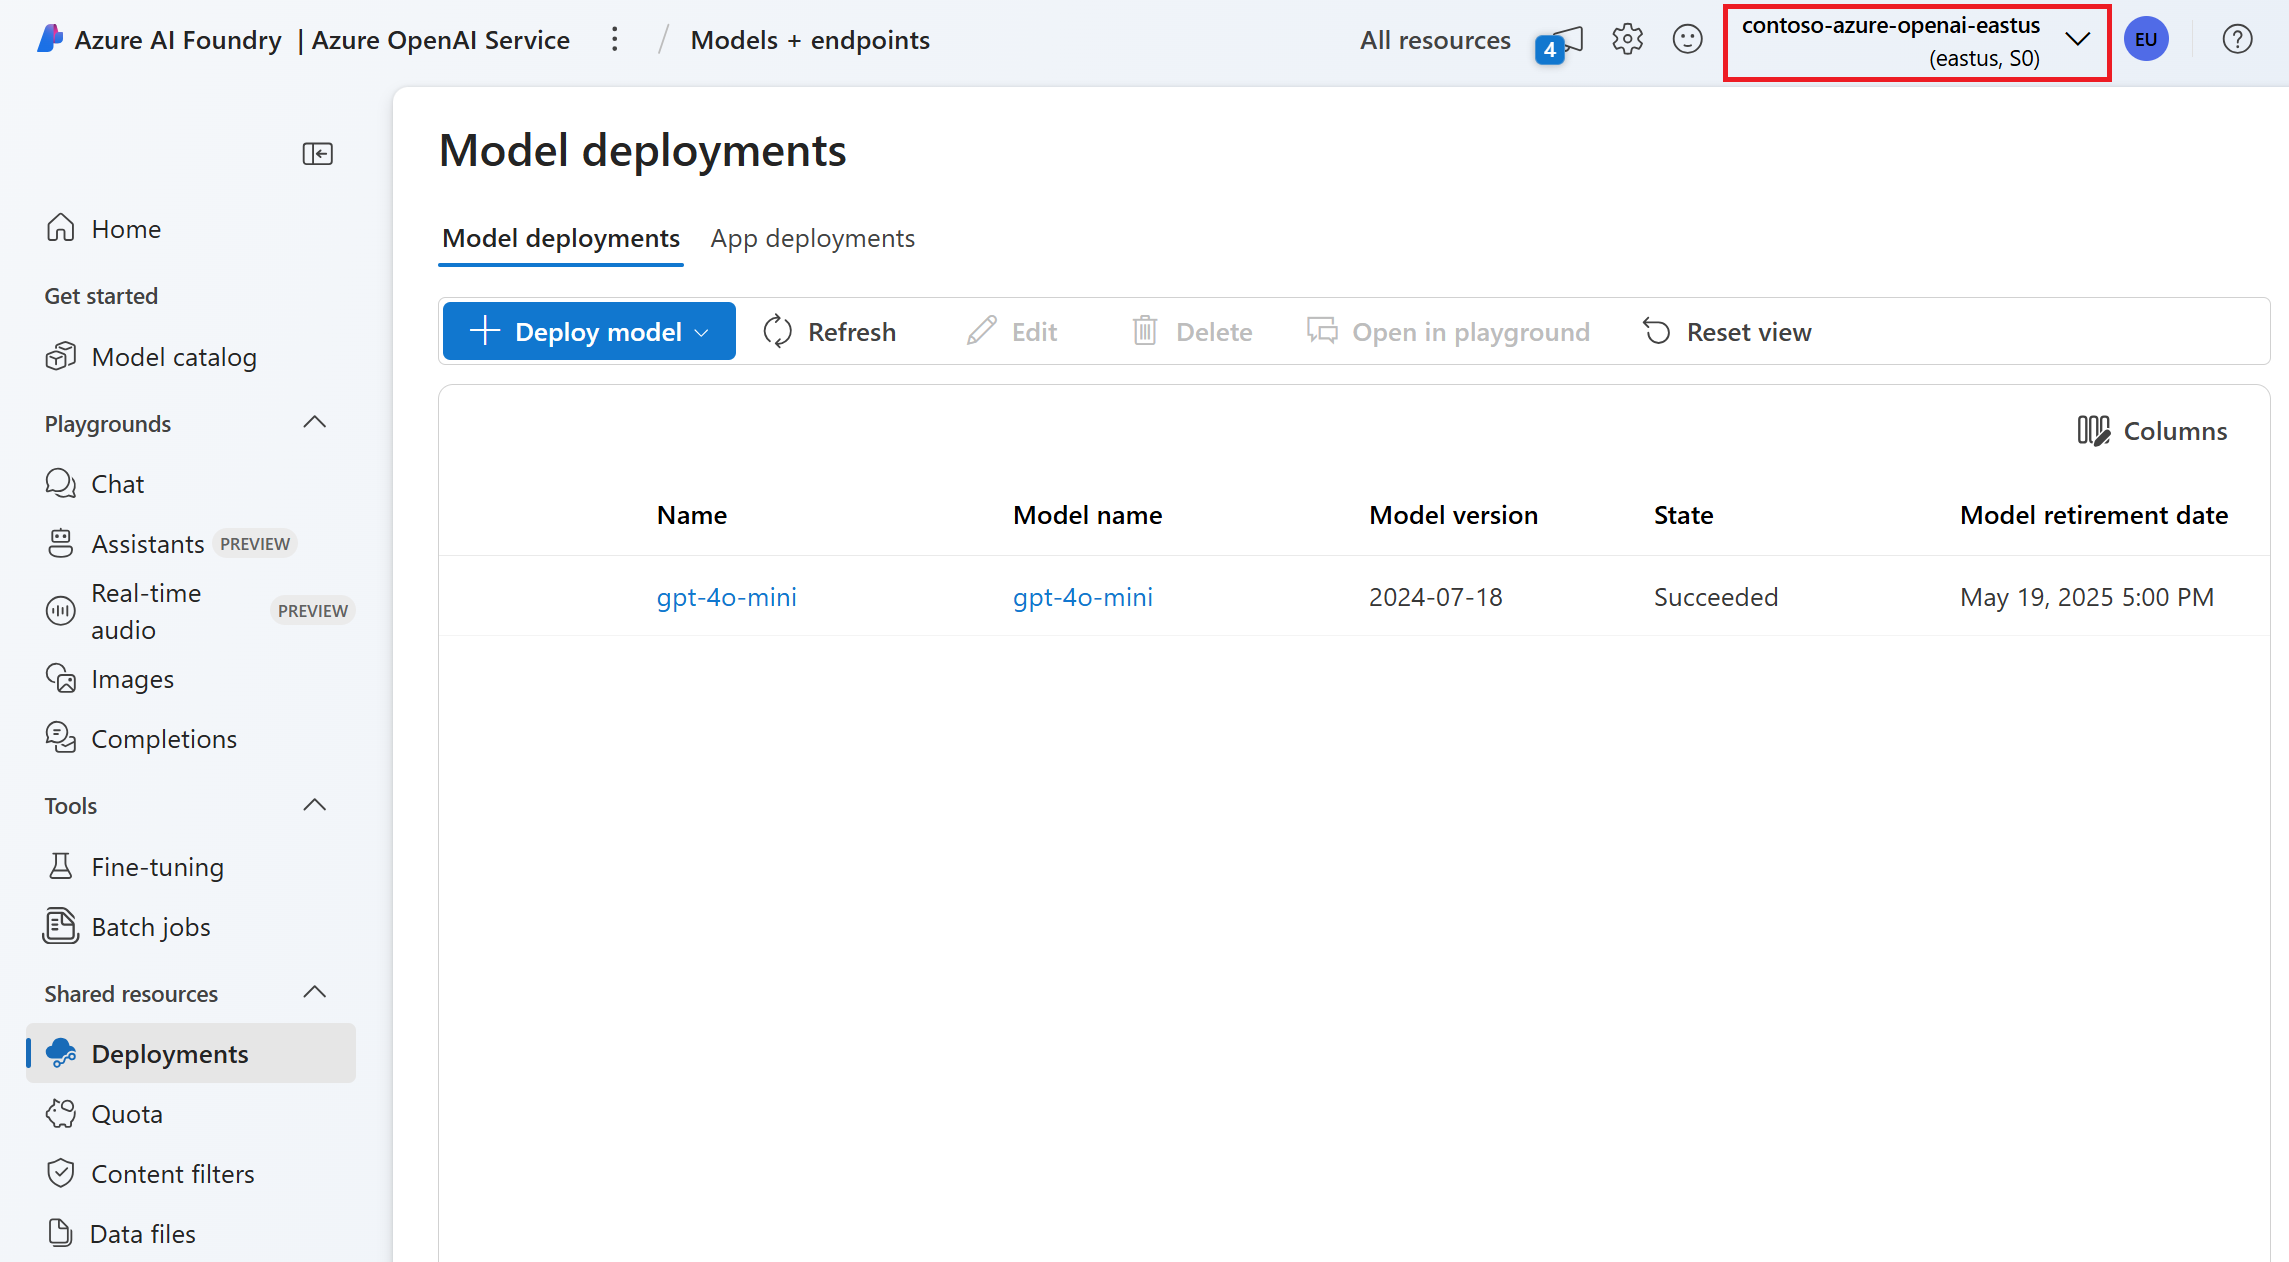 Azure AI Foundry | Azure OpenAI Service / Models + endpoints
All resources
4
contoso-azure-openai-eastus
(eastus, S0)
EU
Home
Get started
Model catalog
Playgrounds
Chat
Assistants PREVIEW
Real-time audio PREVIEW
Images
Completions
Tools
Fine-tuning
Batch jobs
Shared resources
Deployments
Quota
Content filters
Data files
Model deployments
Model deployments App deployments
Deploy model Refresh Edit Delete Open in playground Reset view
Columns
Name Model name Model version State Model retirement date
gpt-4o-mini gpt-4o-mini 2024-07-18 Succeeded May 19, 2025 5:00 PM